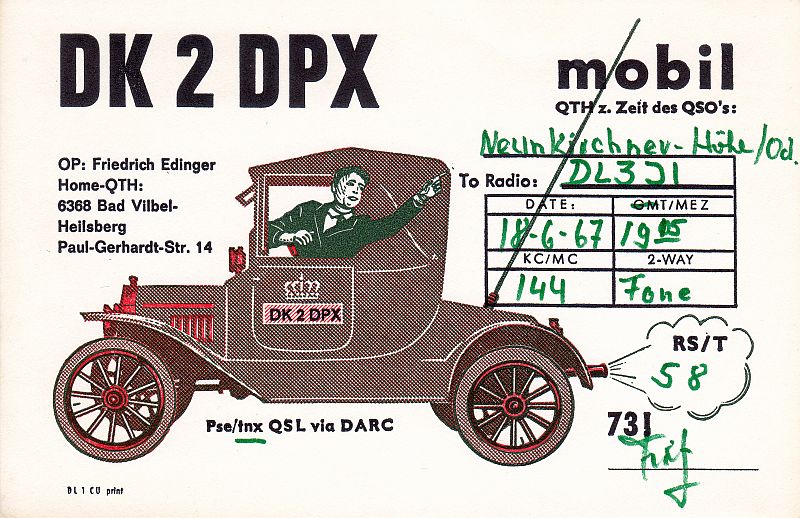 DK 2 DPX
mobil
QTH z. Zeit des QSO's:
Neunkirchner-Höhe/Od.
OP: Friedrich Edinger
Home-QTH:
6368 Bad Vilbel-
Heilsberg
Paul-Gerhardt-Str. 14
To Radio: DL3JI
DATE: GMT/MEZ
18-6-67 1915
KC/MC 2-WAY
144 Fone
DK 2 DPX
RS/T
58
Pse/tnx QSL via DARC
73!
DL 1 CU print